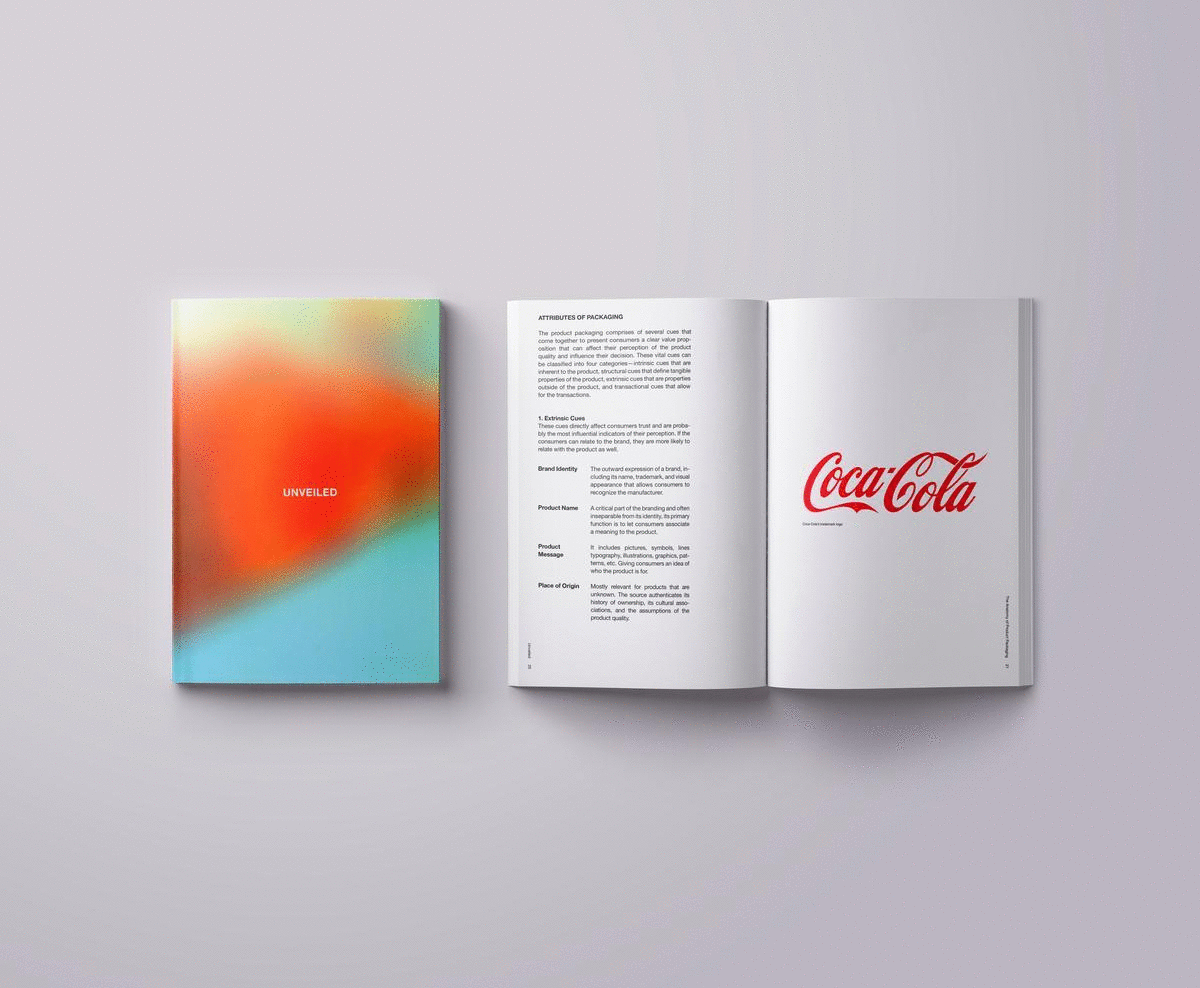 UNVEILED
ATTRIBUTES OF PACKAGING
The product packaging comprises of several cues that
come together to present consumers a clear value prop-
osition that can affect their perception of the product
quality and influence their decision. These vital cues can
be classified into four categories—intrinsic cues that are
inherent to the product, structural cues that define tangible
properties of the product, extrinsic cues that are properties
outside of the product, and transactional cues that allow
for the transactions.
1. Extrinsic Cues
These cues directly affect consumers trust and are proba-
bly the most influential indicators of their perception. If the
consumers can relate to the brand, they are more likely to
relate with the product as well.
Brand Identity
The outward expression of a brand, in-
cluding its name, trademark, and visual
appearance that allows consumers to
recognize the manufacturer.
Product Name
A critical part of the branding and often
inseparable from its identity, its primary
function is to let consumers associate
a meaning to the product.
Product
Message
It includes pictures, symbols, lines
typography, illustrations, graphics, pat-
terns, etc. Giving consumers an idea of
who the product is for.
Place of Origin
Mostly relevant for products that are
unknown. The source authenticates its
history of ownership, its cultural asso-
ciations, and the assumptions of the
product quality.
Unveiled
Coca-Cola
Coca Cola's trademark logo
The Anatomy of Product Packaging